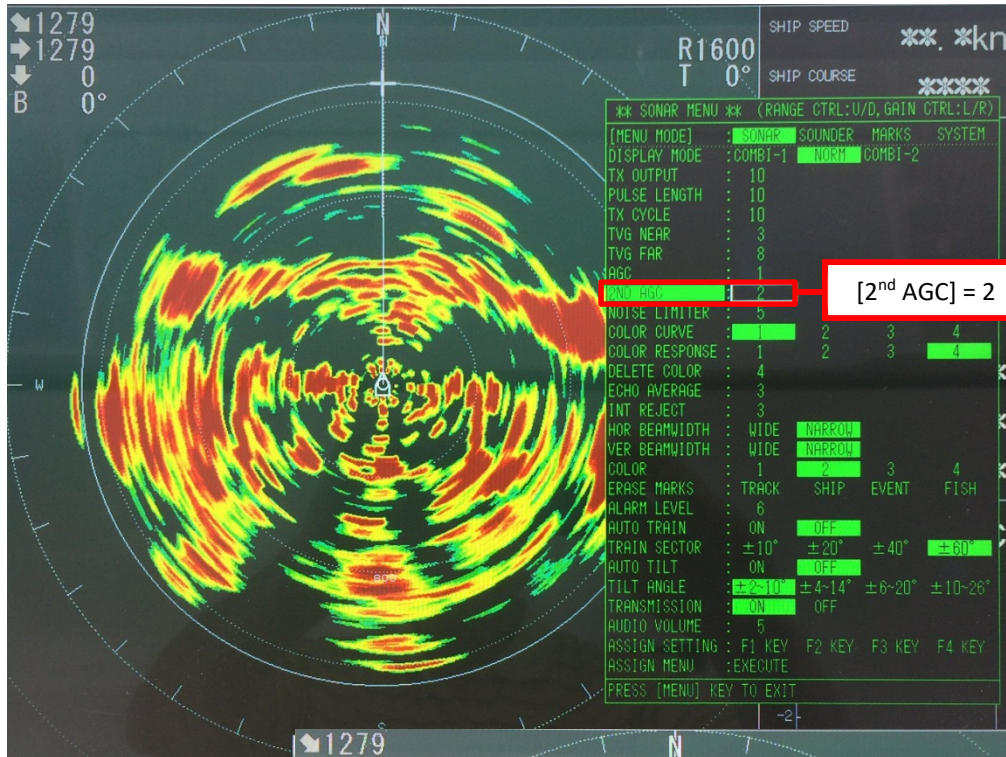 1279
1279
0
B 0°
N
R1600
T 0°
SHIP SPEED
**.*kn
SHIP COURSE
****
** SONAR MENU ** (RANGE CTRL:U/D,GAIN CTRL:L/R)
[MENU MODE] : SONAR SOUNDER MARKS SYSTEM
DISPLAY MODE :COMBI-1 NORM COMBI-2
TX OUTPUT : 10
PULSE LENGTH : 10
TX CYCLE : 10
TVG NEAR : 3
TVG FAR : 8
AGC : 1
2ND AGC : 2
[2nd AGC] = 2
NOISE LIMITER : 5
COLOR CURVE : 1 2 3 4
COLOR RESPONSE : 1 2 3 4
DELETE COLOR : 4
ECHO AVERAGE : 3
INT REJECT : 3
HOR BEAMWIDTH : WIDE NARROW
VER BEAMWIDTH : WIDE NARROW
COLOR : 1 2 3 4
ERASE MARKS : TRACK SHIP EVENT FISH
ALARM LEVEL : 6
AUTO TRAIN : ON OFF
TRAIN SECTOR : ±10° ±20° ±40° ±60°
AUTO TILT : ON OFF
TILT ANGLE : ±2~10° ±4~14° ±6~20° ±10~26°
TRANSMISSION : ON OFF
AUDIO VOLUME : 5
ASSIGN SETTING : F1 KEY F2 KEY F3 KEY F4 KEY
ASSIGN MENU :EXECUTE
PRESS [MENU] KEY TO EXIT
W
800
S
-2
1279
N